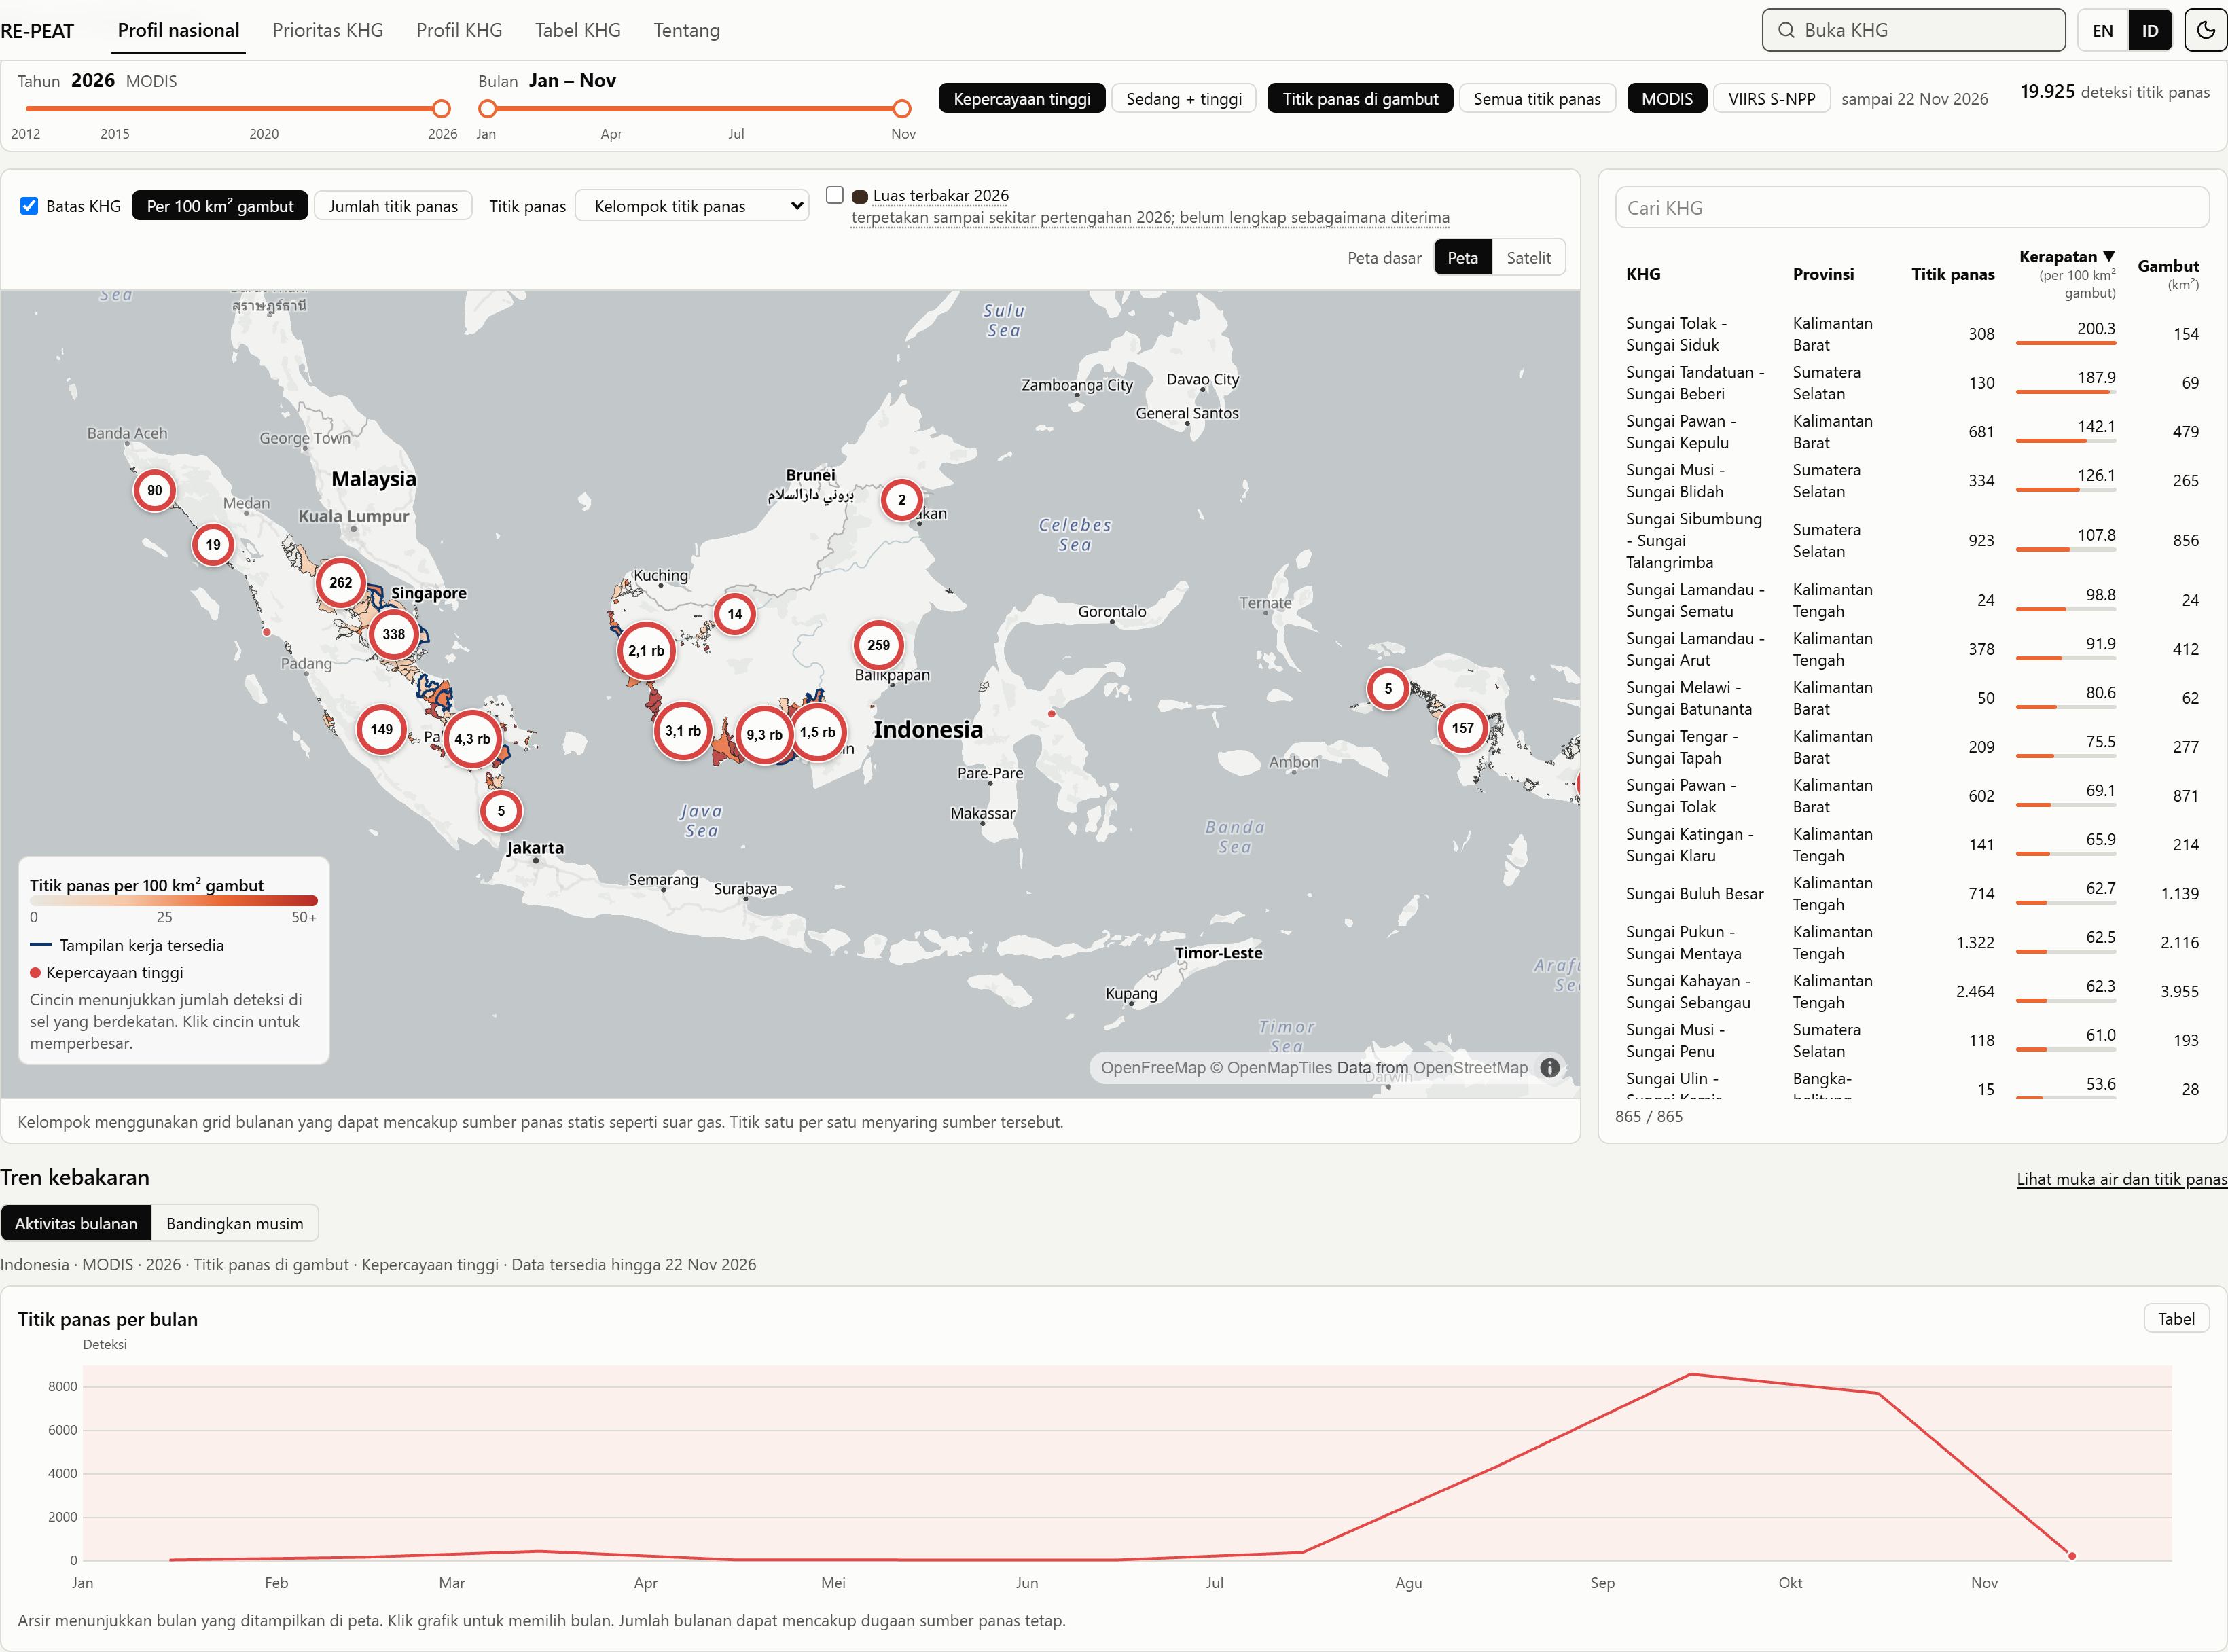 RE-PEAT
Profil nasional
Prioritas KHG
Profil KHG
Tabel KHG
Tentang
Buka KHG
EN
ID
Tahun 2026 MODIS
2012 2015 2020 2026
Bulan Jan – Nov
Jan Apr Jul Nov
Kepercayaan tinggi
Sedang + tinggi
Titik panas di gambut
Semua titik panas
MODIS
VIIRS S-NPP
sampai 22 Nov 2026
19.925 deteksi titik panas
Batas KHG
Per 100 km² gambut
Jumlah titik panas
Titik panas
Kelompok titik panas
Luas terbakar 2026
terpetakan sampai sekitar pertengahan 2026; belum lengkap sebagaimana diterima
Peta dasar
Peta
Satelit
Sea
สุราษฎร์ธานี
Sulu
Sea
Zamboanga City
Davao City
General Santos
Banda Aceh
George Town
Malaysia
Medan
Kuala Lumpur
Brunei
بروني دارالسلام
Celebes
Sea
Kuching
Singapore
Gorontalo
Ternate
Padang
Balikpapan
Indonesia
Pare-Pare
Ambon
Makassar
Java
Sea
Banda
Sea
Jakarta
Semarang
Surabaya
Timor-Leste
Kupang
Timor
Sea
Darwin
90
19
262
338
149
4,3 rb
5
2
14
2,1 rb
259
3,1 rb
9,3 rb
1,5 rb
5
157
Titik panas per 100 km² gambut
0 25 50+
Tampilan kerja tersedia
Kepercayaan tinggi
Cincin menunjukkan jumlah deteksi di
sel yang berdekatan. Klik cincin untuk
memperbesar.
OpenFreeMap © OpenMapTiles Data from OpenStreetMap
Kelompok menggunakan grid bulanan yang dapat mencakup sumber panas statis seperti suar gas. Titik satu per satu menyaring sumber tersebut.
Cari KHG
KHG Provinsi Titik panas Kerapatan ▼ (per 100 km² gambut) Gambut (km²)
Sungai Tolak - Sungai Siduk Kalimantan Barat 308 200.3 154
Sungai Tandatuan - Sungai Beberi Sumatera Selatan 130 187.9 69
Sungai Pawan - Sungai Kepulu Kalimantan Barat 681 142.1 479
Sungai Musi - Sungai Blidah Sumatera Selatan 334 126.1 265
Sungai Sibumbung - Sungai Talangrimba Sumatera Selatan 923 107.8 856
Sungai Lamandau - Sungai Sematu Kalimantan Tengah 24 98.8 24
Sungai Lamandau - Sungai Arut Kalimantan Tengah 378 91.9 412
Sungai Melawi - Sungai Batunanta Kalimantan Barat 50 80.6 62
Sungai Tengar - Sungai Tapah Kalimantan Barat 209 75.5 277
Sungai Pawan - Sungai Tolak Kalimantan Barat 602 69.1 871
Sungai Katingan - Sungai Klaru Kalimantan Tengah 141 65.9 214
Sungai Buluh Besar Kalimantan Tengah 714 62.7 1.139
Sungai Pukun - Sungai Mentaya Kalimantan Tengah 1.322 62.5 2.116
Sungai Kahayan - Sungai Sebangau Kalimantan Tengah 2.464 62.3 3.955
Sungai Musi - Sungai Penu Sumatera Selatan 118 61.0 193
Sungai Ulin - Bangka- 15 53.6 28
865 / 865
Tren kebakaran
Lihat muka air dan titik panas
Aktivitas bulanan
Bandingkan musim
Indonesia · MODIS · 2026 · Titik panas di gambut · Kepercayaan tinggi · Data tersedia hingga 22 Nov 2026
Titik panas per bulan
Tabel
Deteksi
8000
6000
4000
2000
0
Jan Feb Mar Apr Mei Jun Jul Agu Sep Okt Nov
Arsir menunjukkan bulan yang ditampilkan di peta. Klik grafik untuk memilih bulan. Jumlah bulanan dapat mencakup dugaan sumber panas tetap.